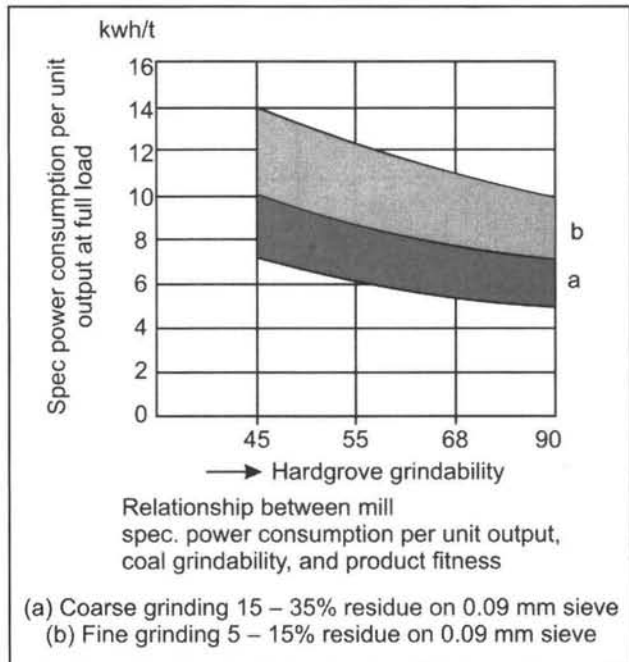 kwh/t
Spec power consumption per unit
output at full load
16
14
12
10
8
6
4
2
0
b
a
45 55 68 90
Hardgrove grindability
Relationship between mill
spec. power consumption per unit output,
coal grindability, and product fitness
(a) Coarse grinding 15 – 35% residue on 0.09 mm sieve
(b) Fine grinding 5 – 15% residue on 0.09 mm sieve